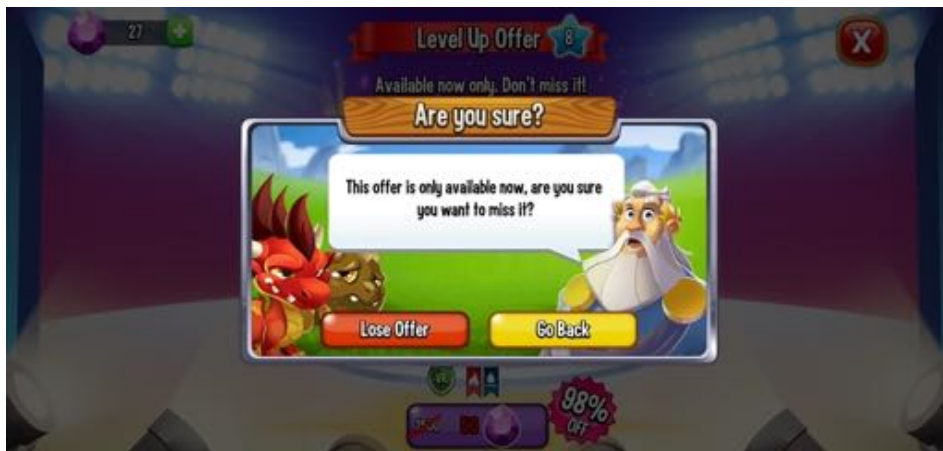 27
Level Up Offer 8
Available now only. Don't miss it!
Are you sure?
This offer is only available now, are you sure
you want to miss it?
Lose Offer
Go Back
98%
OFF